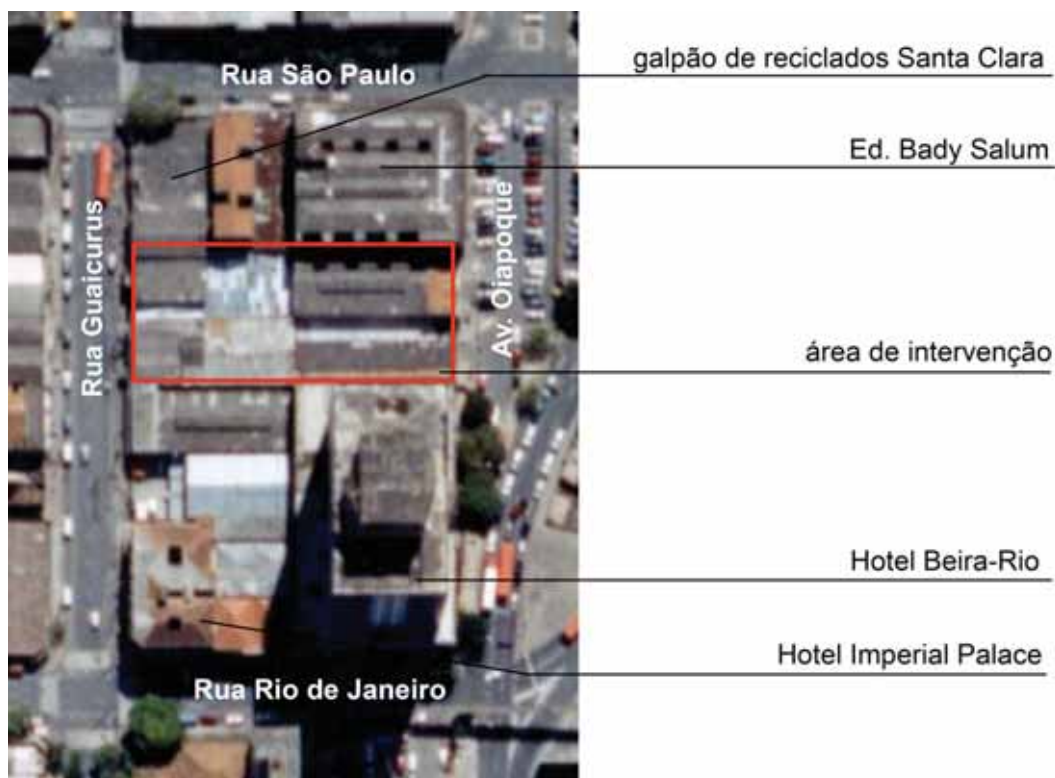 galpão de reciclados Santa Clara
Rua São Paulo
Ed. Bady Salum
Rua Guaicurus
Av. Oiapoque
área de intervenção
Hotel Beira-Rio
Hotel Imperial Palace
Rua Rio de Janeiro